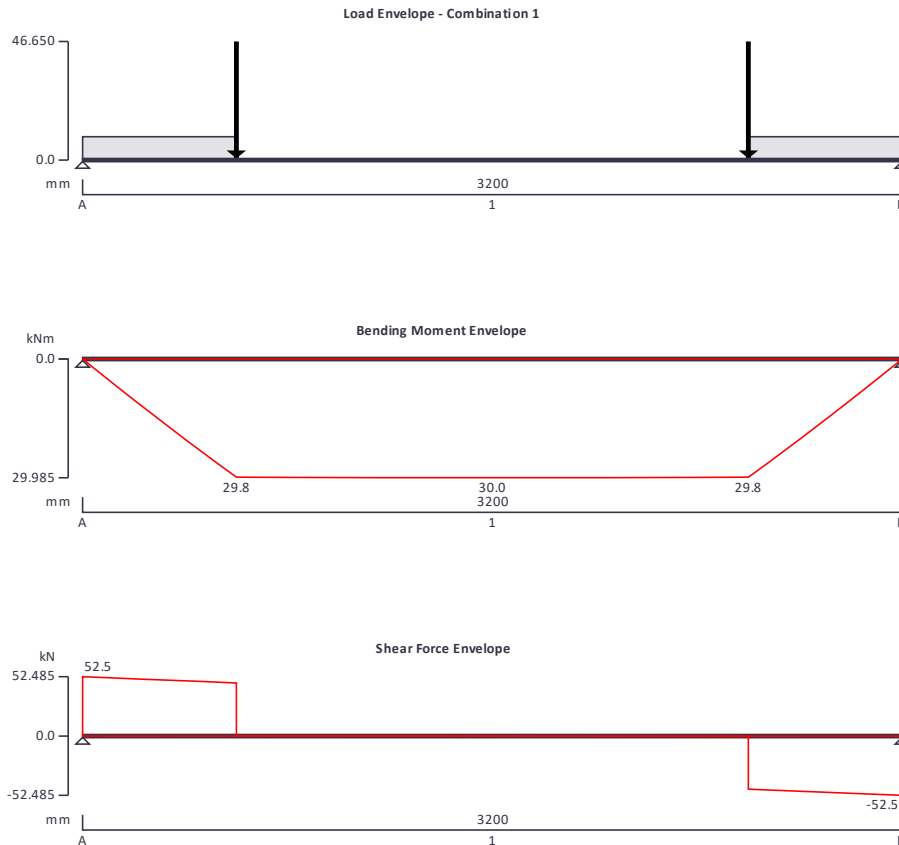 Load Envelope - Combination 1
46.650
0.0
mm
3200
A
1
Bending Moment Envelope
kNm
0.0
29.985
29.8
30.0
29.8
mm
3200
A
1
Shear Force Envelope
kN
52.5
52.485
0.0
-52.485
-52.5
mm
3200
A
1